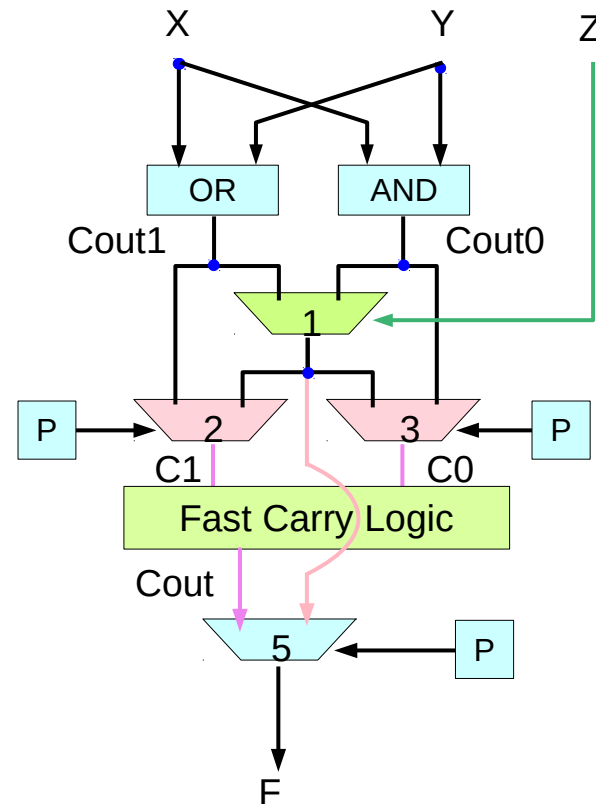 X Y Z
OR AND
Cout1 Cout0
1
P 2 3 P
C1 C0
Fast Carry Logic
Cout
5 P
F